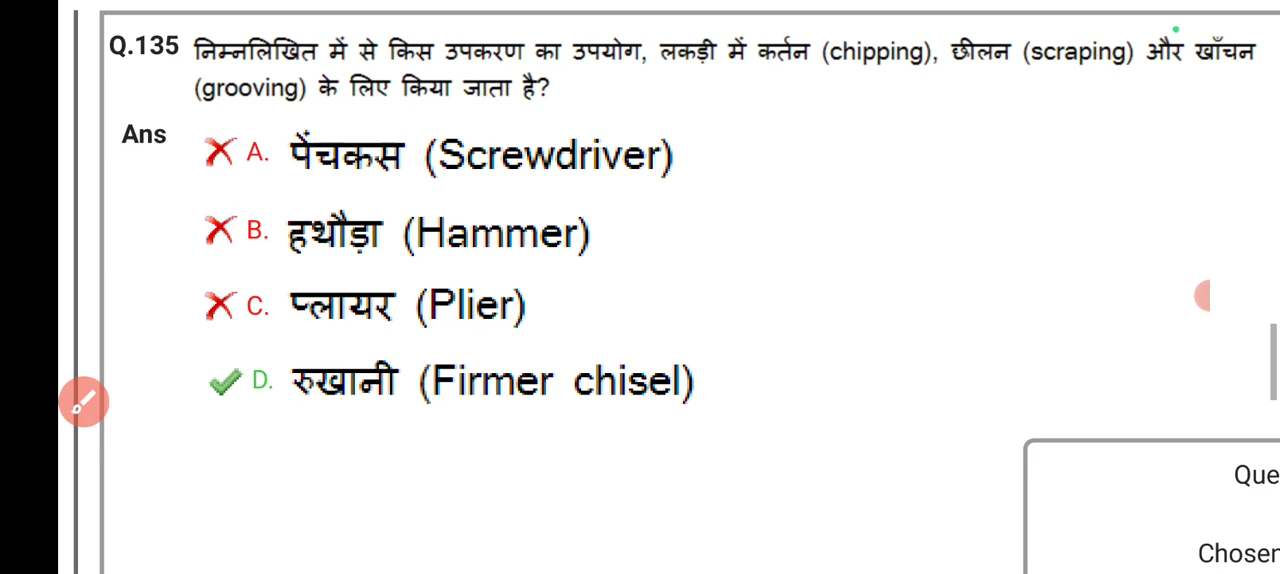 Q.135 निम्नलिखित में से किस उपकरण का उपयोग, लकड़ी में कर्तन (chipping), छीलन (scraping) और खाँचन
(grooving) के लिए किया जाता है?
Ans
A. पेंचकस (Screwdriver)
B. हथौड़ा (Hammer)
C. प्लायर (Plier)
D. रुखानी (Firmer chisel)
Que
Chosen